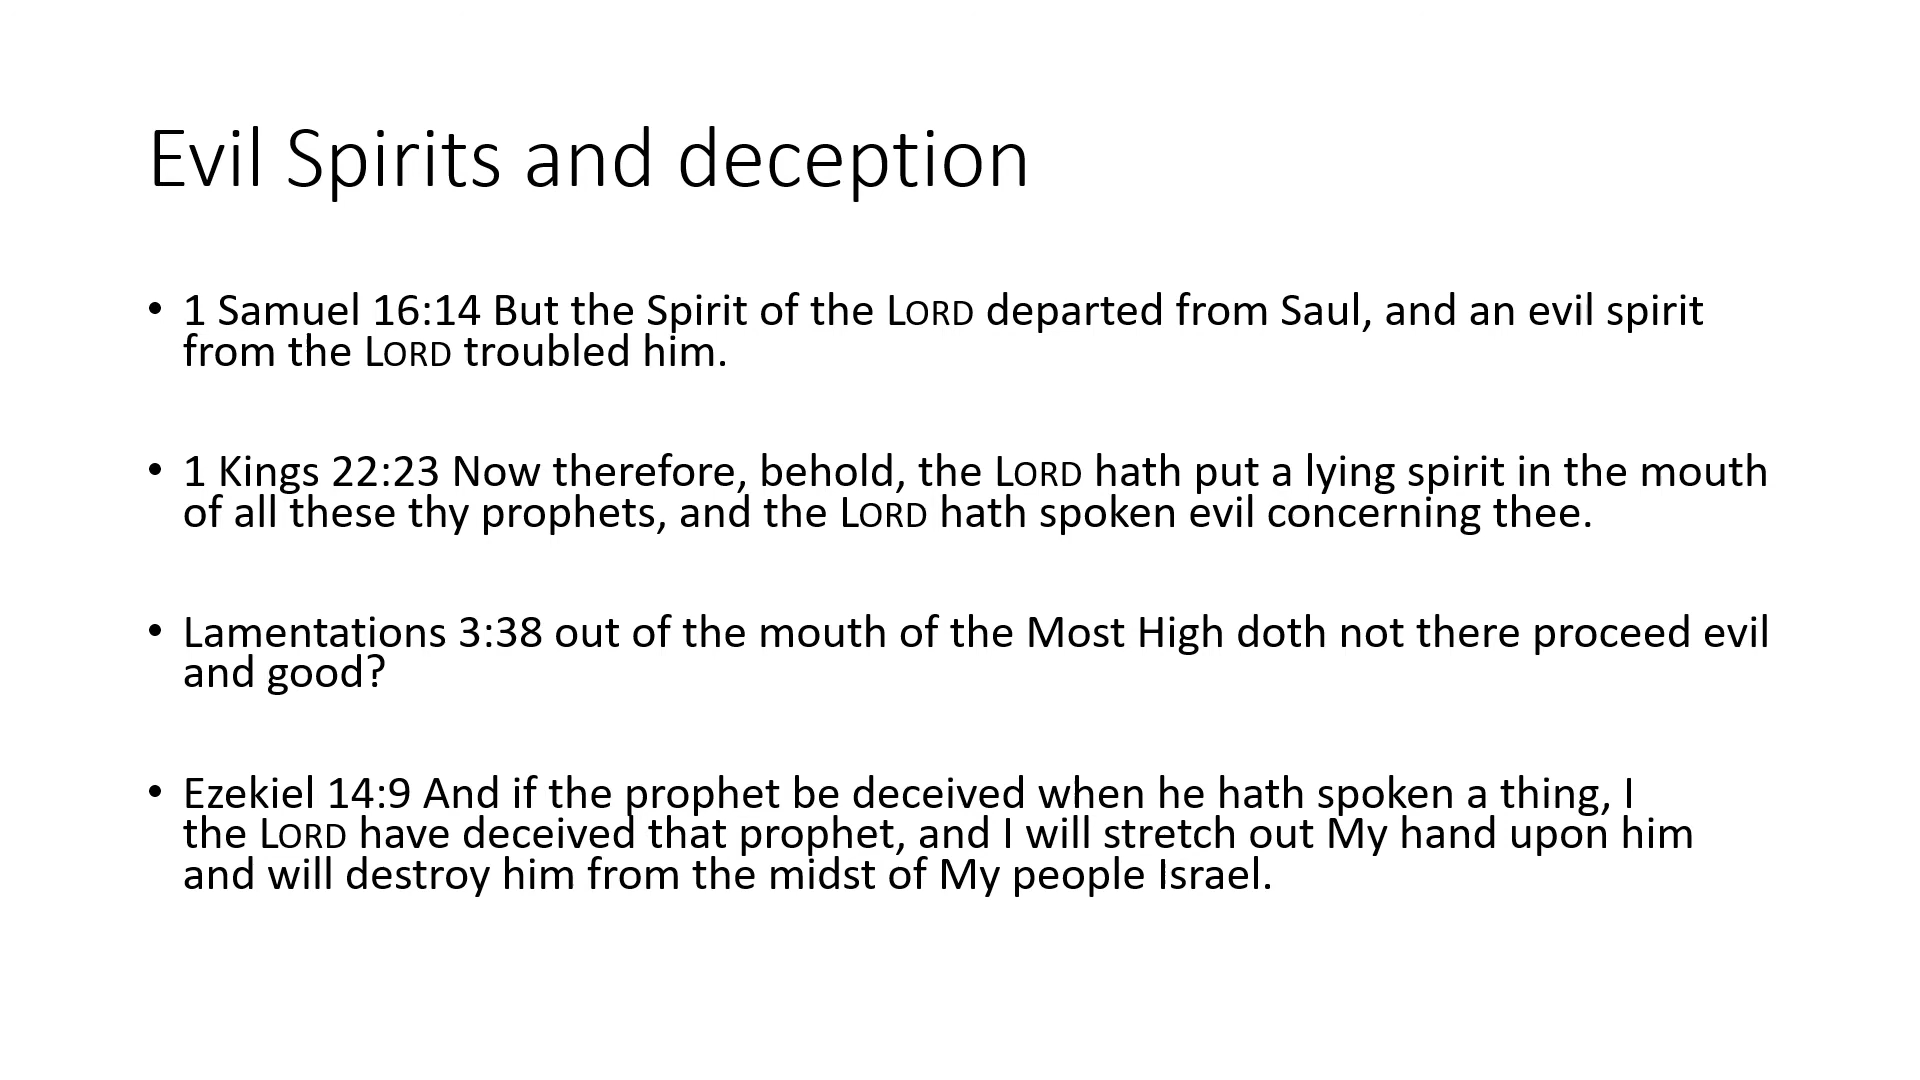 Evil Spirits and deception
• 1 Samuel 16:14 But the Spirit of the LORD departed from Saul, and an evil spirit
from the LORD troubled him.
• 1 Kings 22:23 Now therefore, behold, the LORD hath put a lying spirit in the mouth
of all these thy prophets, and the LORD hath spoken evil concerning thee.
• Lamentations 3:38 out of the mouth of the Most High doth not there proceed evil
and good?
• Ezekiel 14:9 And if the prophet be deceived when he hath spoken a thing, I
the LORD have deceived that prophet, and I will stretch out My hand upon him
and will destroy him from the midst of My people Israel.